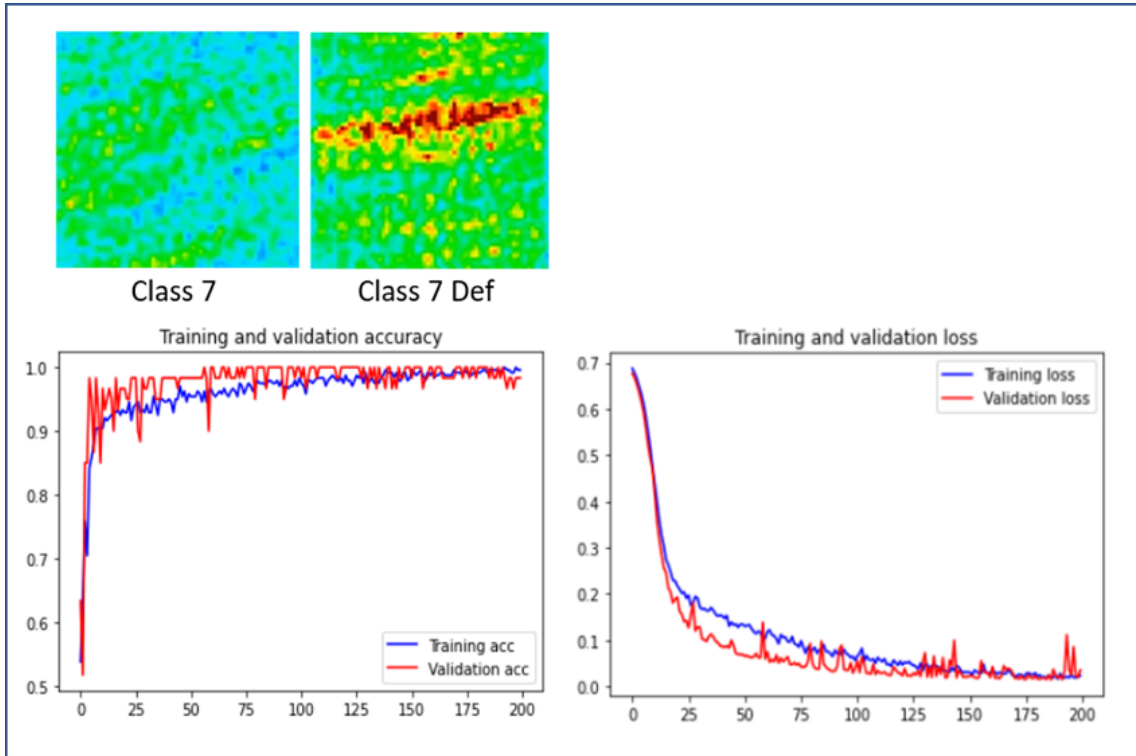 Class 7
Class 7 Def
Training and validation accuracy
1.0
0.9
0.8
0.7
0.6
0.5
Training acc
Validation acc
0 25 50 75 100 125 150 175 200
Training and validation loss
0.7
0.6
0.5
0.4
0.3
0.2
0.1
0.0
Training loss
Validation loss
0 25 50 75 100 125 150 175 200